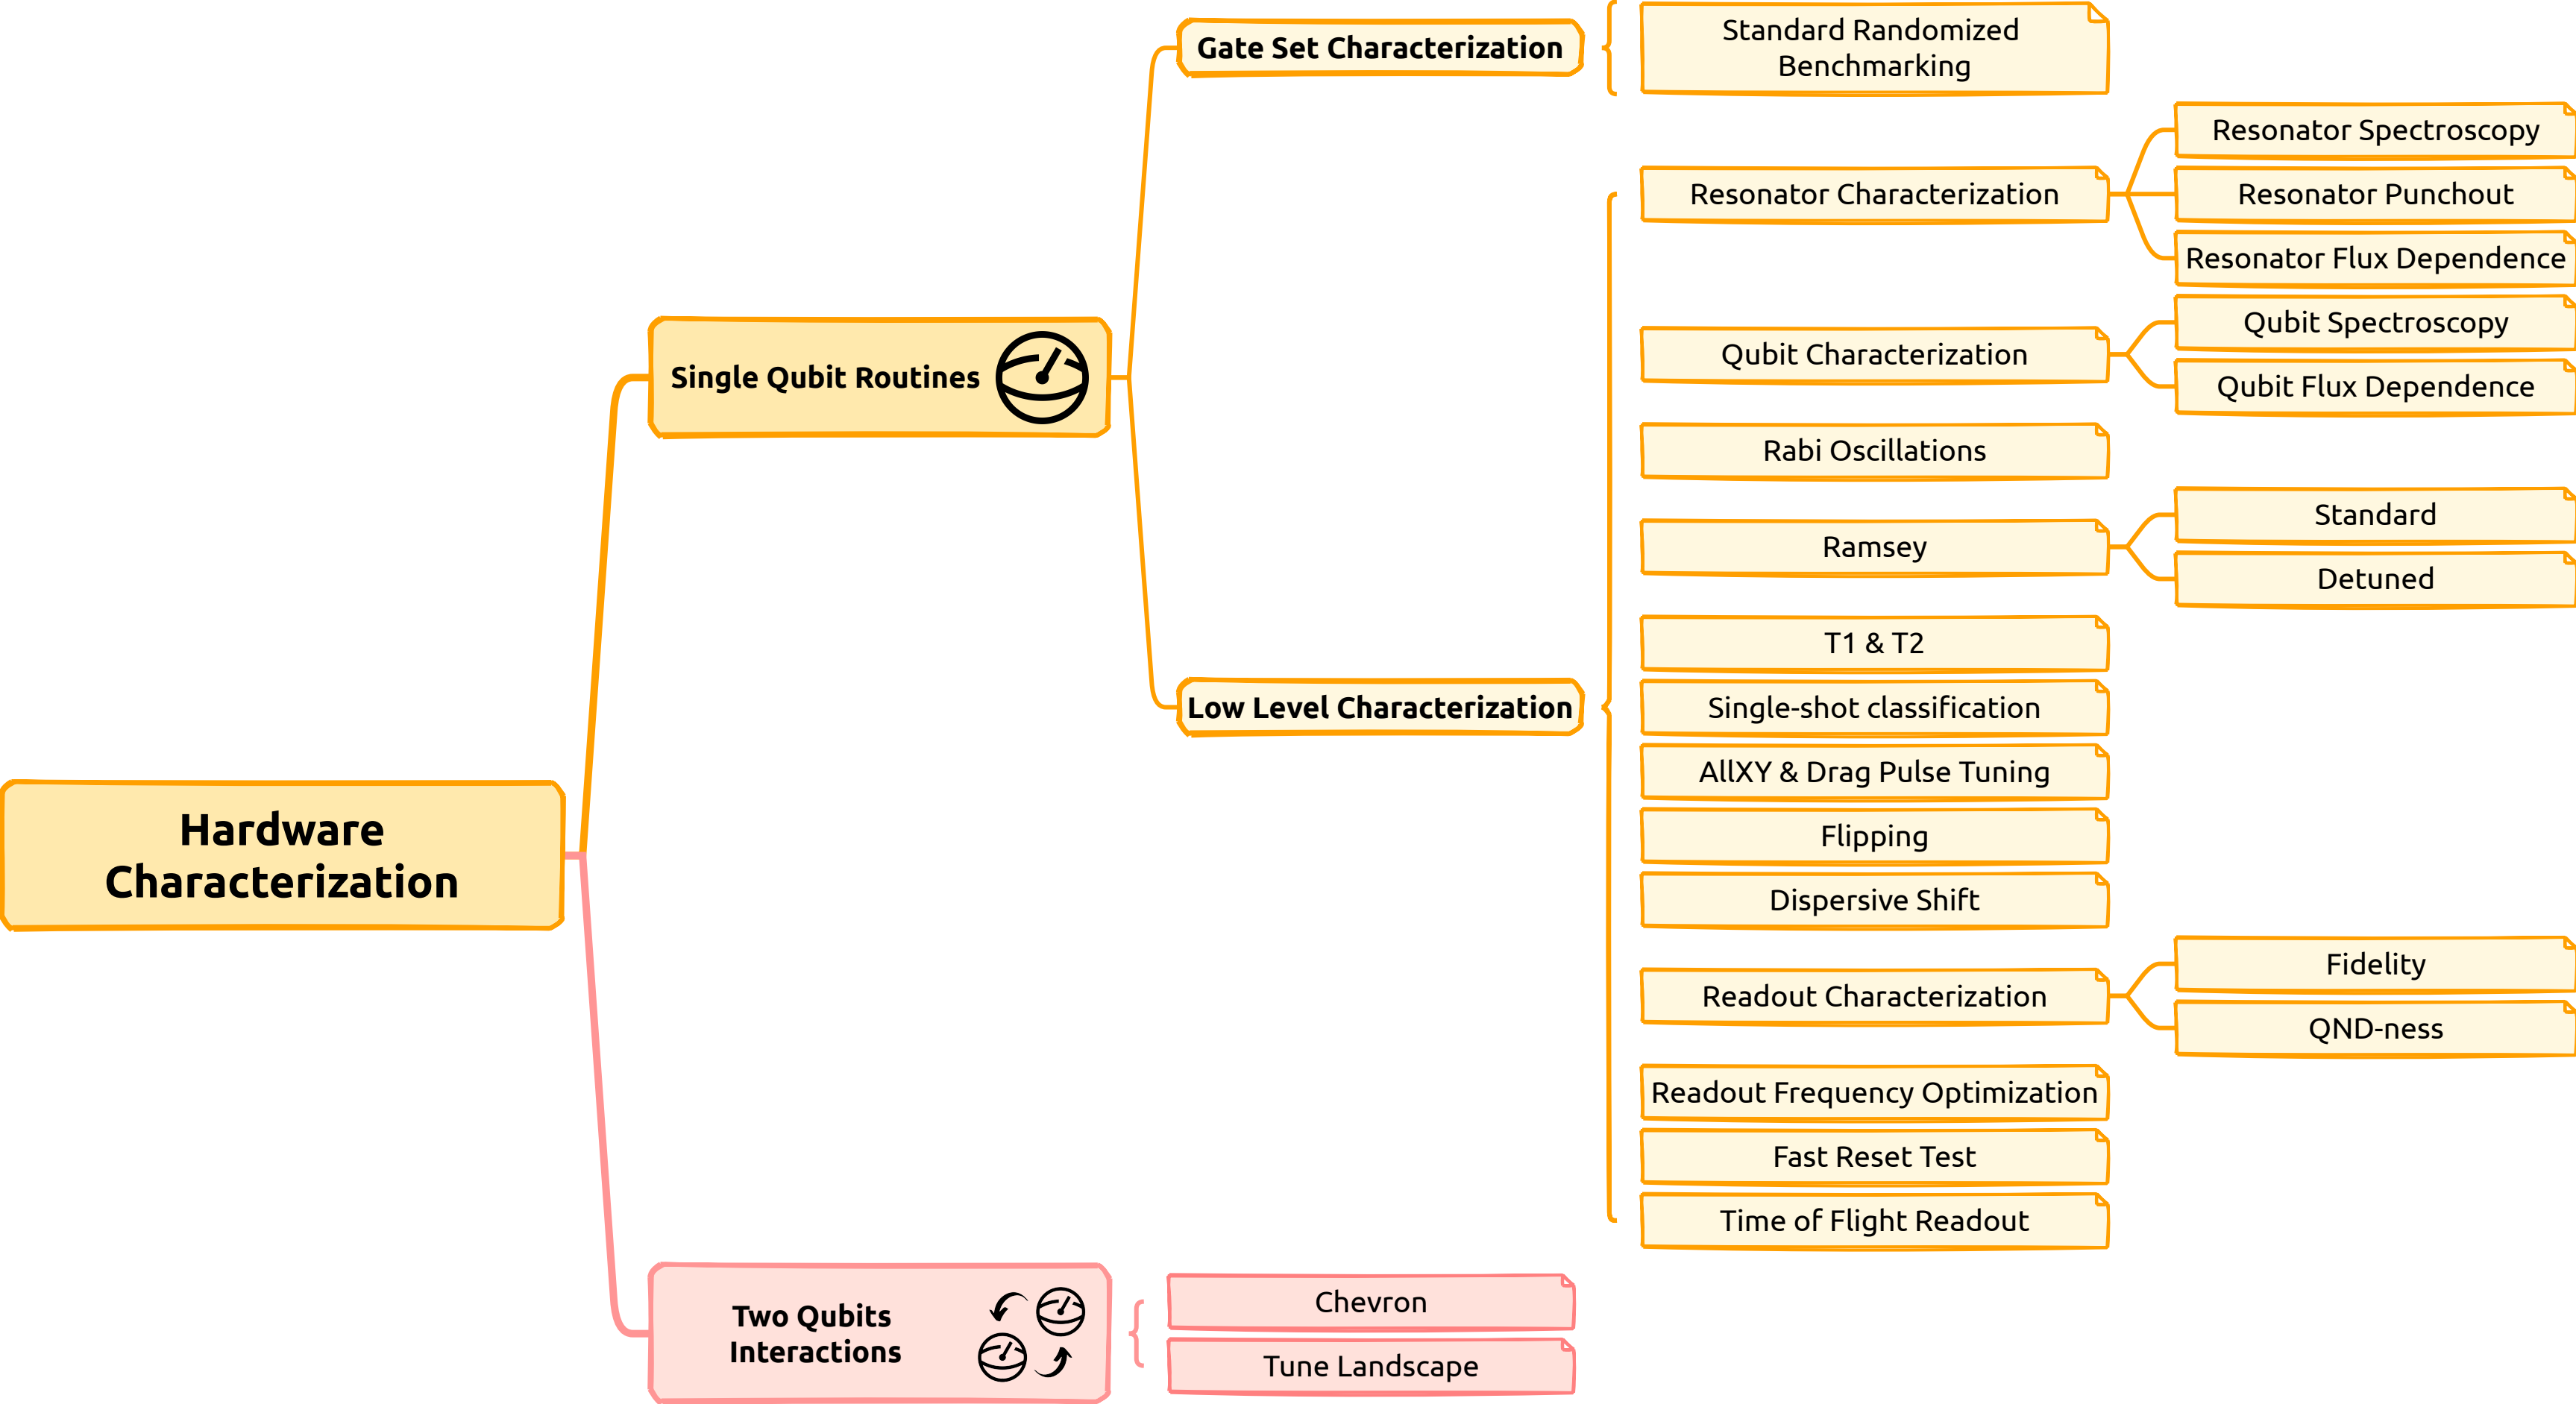 Gate Set Characterization
Standard Randomized
Benchmarking
Resonator Spectroscopy
Resonator Characterization
Resonator Punchout
Resonator Flux Dependence
Qubit Spectroscopy
Qubit Characterization
Qubit Flux Dependence
Single Qubit Routines
Rabi Oscillations
Standard
Ramsey
Detuned
T1 & T2
Low Level Characterization
Single-shot classification
AllXY & Drag Pulse Tuning
Flipping
Hardware
Characterization
Dispersive Shift
Fidelity
Readout Characterization
QND-ness
Readout Frequency Optimization
Fast Reset Test
Time of Flight Readout
Two Qubits
Interactions
Chevron
Tune Landscape